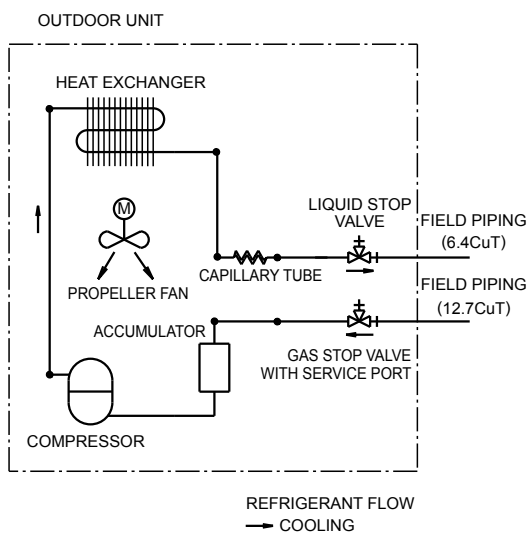 OUTDOOR UNIT
HEAT EXCHANGER
M
PROPELLER FAN
LIQUID STOP
VALVE
FIELD PIPING
(6.4CuT)
CAPILLARY TUBE
FIELD PIPING
(12.7CuT)
ACCUMULATOR
GAS STOP VALVE
WITH SERVICE PORT
COMPRESSOR
REFRIGERANT FLOW
COOLING